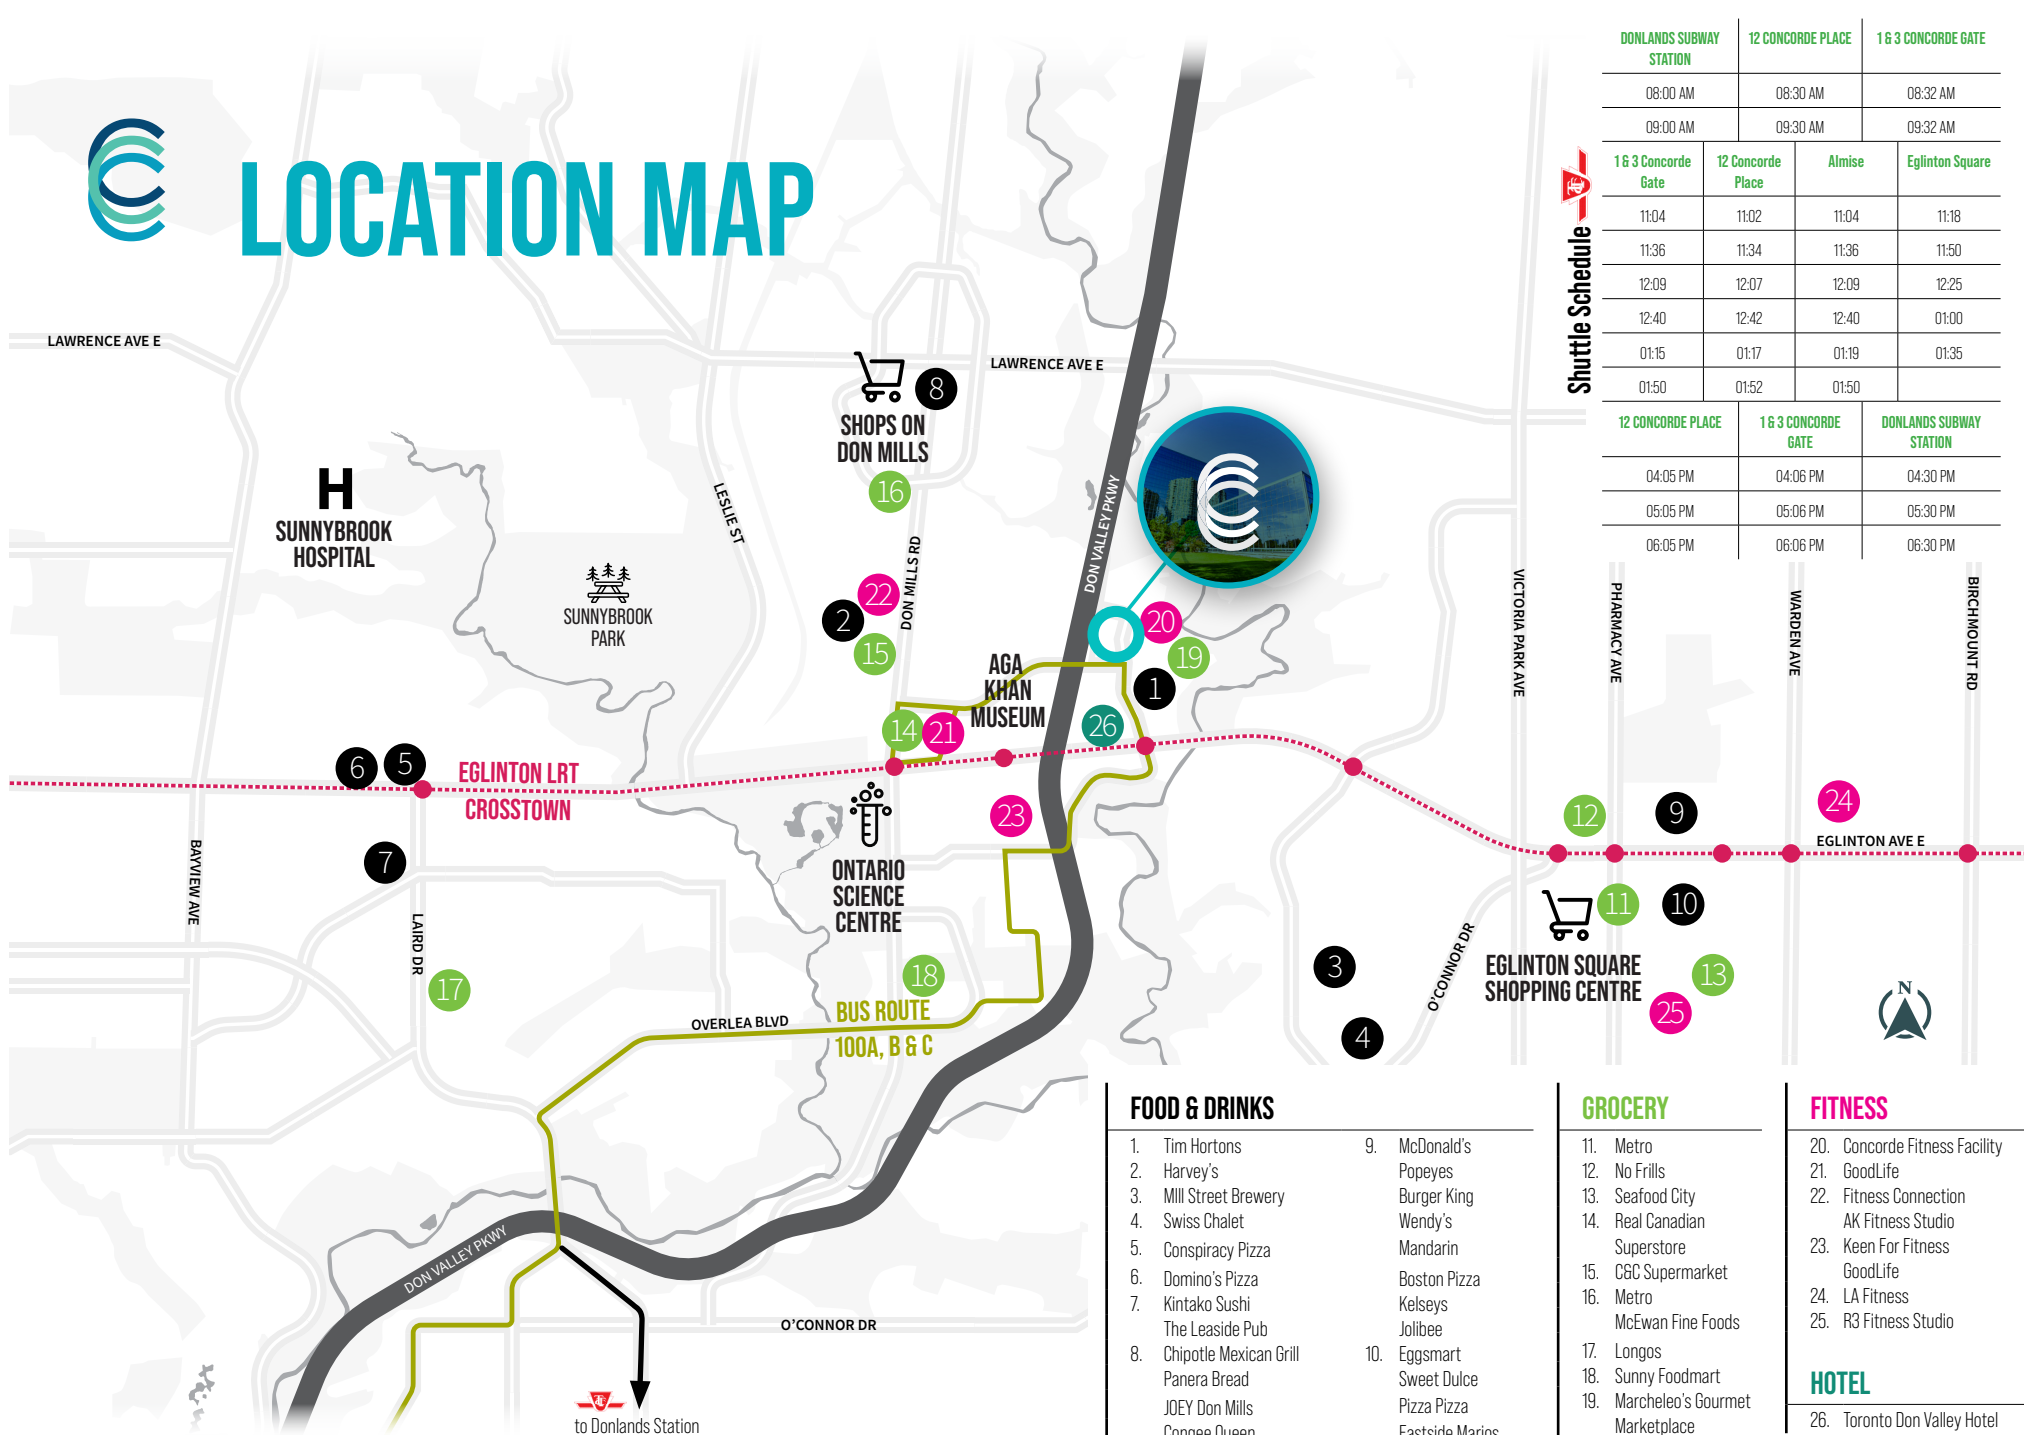 LOCATION MAP
DONLANDS SUBWAY STATION 12 CONCORDE PLACE 1 & 3 CONCORDE GATE
08:00 AM 08:30 AM 08:32 AM
09:00 AM 09:30 AM 09:32 AM
1 & 3 Concorde Gate 12 Concorde Place Almise Eglinton Square
11:04 11:02 11:04 11:18
11:36 11:34 11:36 11:50
12:09 12:07 12:09 12:25
12:40 12:42 12:40 01:00
01:15 01:17 01:19 01:35
01:50 01:52 01:50
12 CONCORDE PLACE 1 & 3 CONCORDE GATE DONLANDS SUBWAY STATION
04:05 PM 04:06 PM 04:30 PM
05:05 PM 05:06 PM 05:30 PM
06:05 PM 06:06 PM 06:30 PM
Shuttle Schedule
LAWRENCE AVE E
LAWRENCE AVE E
8
SHOPS ON
DON MILLS
16
H
SUNNYBROOK
HOSPITAL
LESLIE ST
DON VALLEY PKWY
SUNNYBROOK
PARK
22
2
15
DON MILLS RD
20
19
1
AGA
KHAN
MUSEUM
14
21
26
VICTORIA PARK AVE
PHARMACY AVE
WARDEN AVE
BIRCHMOUNT RD
6
5
EGLINTON LRT
CROSSTOWN
23
12
9
24
EGLINTON AVE E
7
BAYVIEW AVE
LAIRD DR
ONTARIO
SCIENCE
CENTRE
11
10
EGLINTON SQUARE
SHOPPING CENTRE
13
25
N
3
4
O'CONNOR DR
17
18
OVERLEA BLVD
BUS ROUTE
100A, B & C
DON VALLEY PKWY
O'CONNOR DR
to Donlands Station
FOOD & DRINKS
1. Tim Hortons
2. Harvey's
3. MIll Street Brewery
4. Swiss Chalet
5. Conspiracy Pizza
6. Domino's Pizza
7. Kintako Sushi
The Leaside Pub
8. Chipotle Mexican Grill
Panera Bread
JOEY Don Mills
Congee Queen
9. McDonald's
Popeyes
Burger King
Wendy's
Mandarin
Boston Pizza
Kelseys
Jolibee
10. Eggsmart
Sweet Dulce
Pizza Pizza
Eastside Marios
GROCERY
11. Metro
12. No Frills
13. Seafood City
14. Real Canadian
Superstore
15. C&C Supermarket
16. Metro
McEwan Fine Foods
17. Longos
18. Sunny Foodmart
19. Marcheleo's Gourmet
Marketplace
FITNESS
20. Concorde Fitness Facility
21. GoodLife
22. Fitness Connection
AK Fitness Studio
23. Keen For Fitness
GoodLife
24. LA Fitness
25. R3 Fitness Studio
HOTEL
26. Toronto Don Valley Hotel